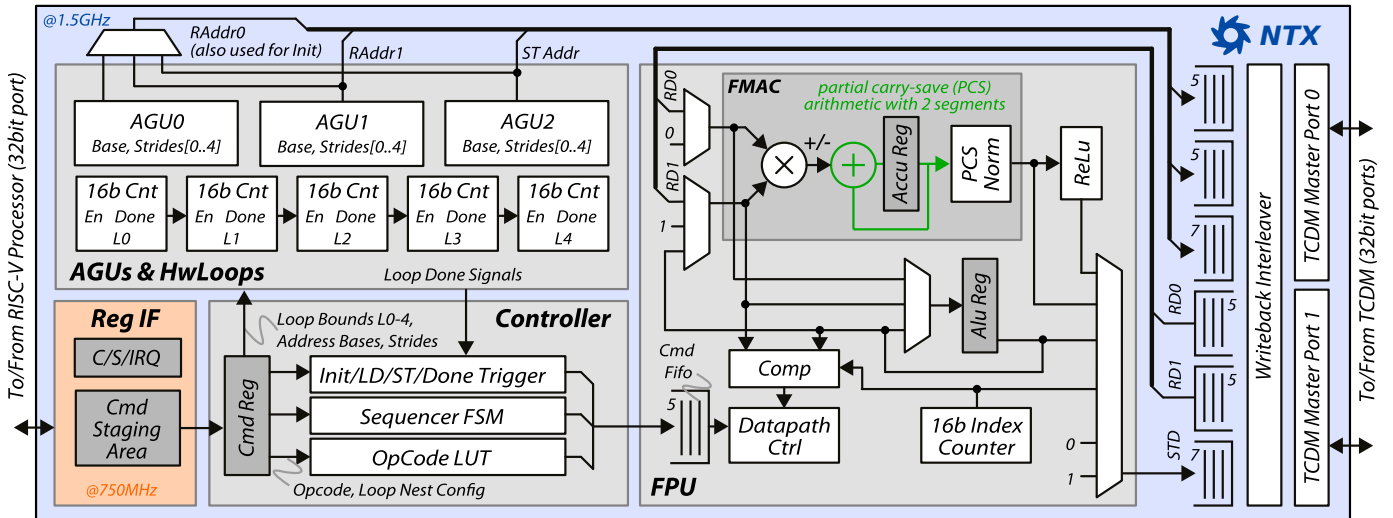 @1.5GHz
RAddr0
(also used for Init)
RAddr1
ST Addr
NTX
To/From RISC-V Processor (32bit port)
AGU0
Base, Strides[0..4]
AGU1
Base, Strides[0..4]
AGU2
Base, Strides[0..4]
16b Cnt
En Done
L0
16b Cnt
En Done
L1
16b Cnt
En Done
L2
16b Cnt
En Done
L3
16b Cnt
En Done
L4
AGUs & HwLoops
Loop Done Signals
Reg IF
C/S/IRQ
Cmd
Staging
Area
@750MHz
Controller
Loop Bounds L0-4,
Address Bases, Strides
Cmd Reg
Init/LD/ST/Done Trigger
Sequencer FSM
OpCode LUT
Opcode, Loop Nest Config
RD0
0
RD1
1
FMAC
partial carry-save (PCS)
arithmetic with 2 segments
+/-
Accu Reg
PCS
Norm
ReLu
Alu Reg
Cmd
Fifo
5
Comp
Datapath
Ctrl
16b Index
Counter
0
1
FPU
5
5
7
RD0
5
RD1
5
STD
7
Writeback Interleaver
TCDM Master Port 0
TCDM Master Port 1
To/From TCDM (32bit ports)